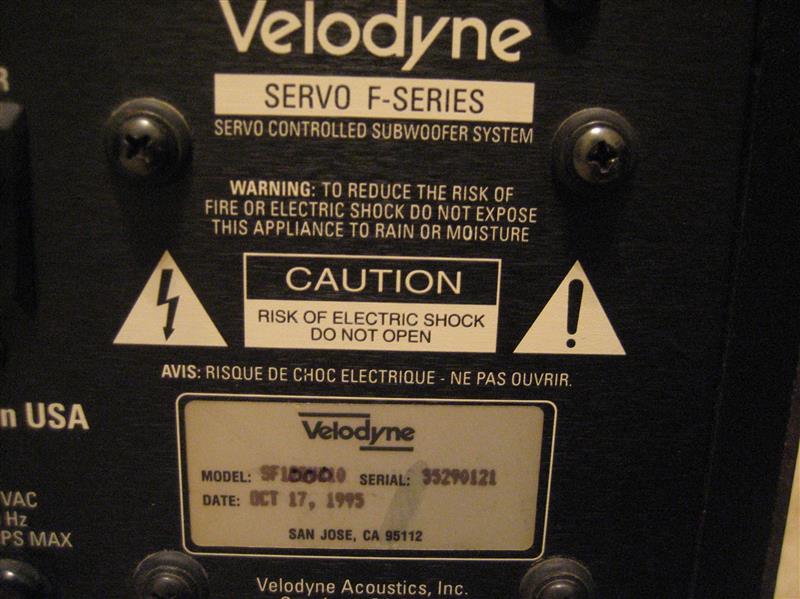 Velodyne
R
SERVO F-SERIES
SERVO CONTROLLED SUBWOOFER SYSTEM
WARNING: TO REDUCE THE RISK OF
FIRE OR ELECTRIC SHOCK DO NOT EXPOSE
THIS APPLIANCE TO RAIN OR MOISTURE
CAUTION
RISK OF ELECTRIC SHOCK
DO NOT OPEN
AVIS: RISQUE DE CHOC ELECTRIQUE - NE PAS OUVRIR.
n USA
Velodyne
MODEL: SERIAL: 35290121
DATE: OCT 17, 1995
SAN JOSE, CA 95112
VAC
Hz
PS MAX
Velodyne Acoustics, Inc.